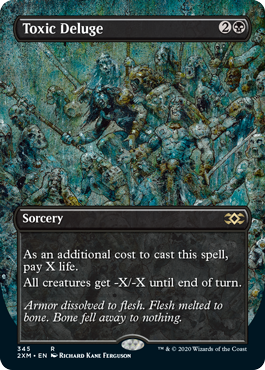 Toxic Deluge 2
Sorcery
As an additional cost to cast this spell,
pay X life.
All creatures get -X/-X until end of turn.
Armor dissolved to flesh. Flesh melted to
bone. Bone fell away to nothing.
345 R
2XM • EN Richard Kane Ferguson
™ & © 2020 Wizards of the Coast